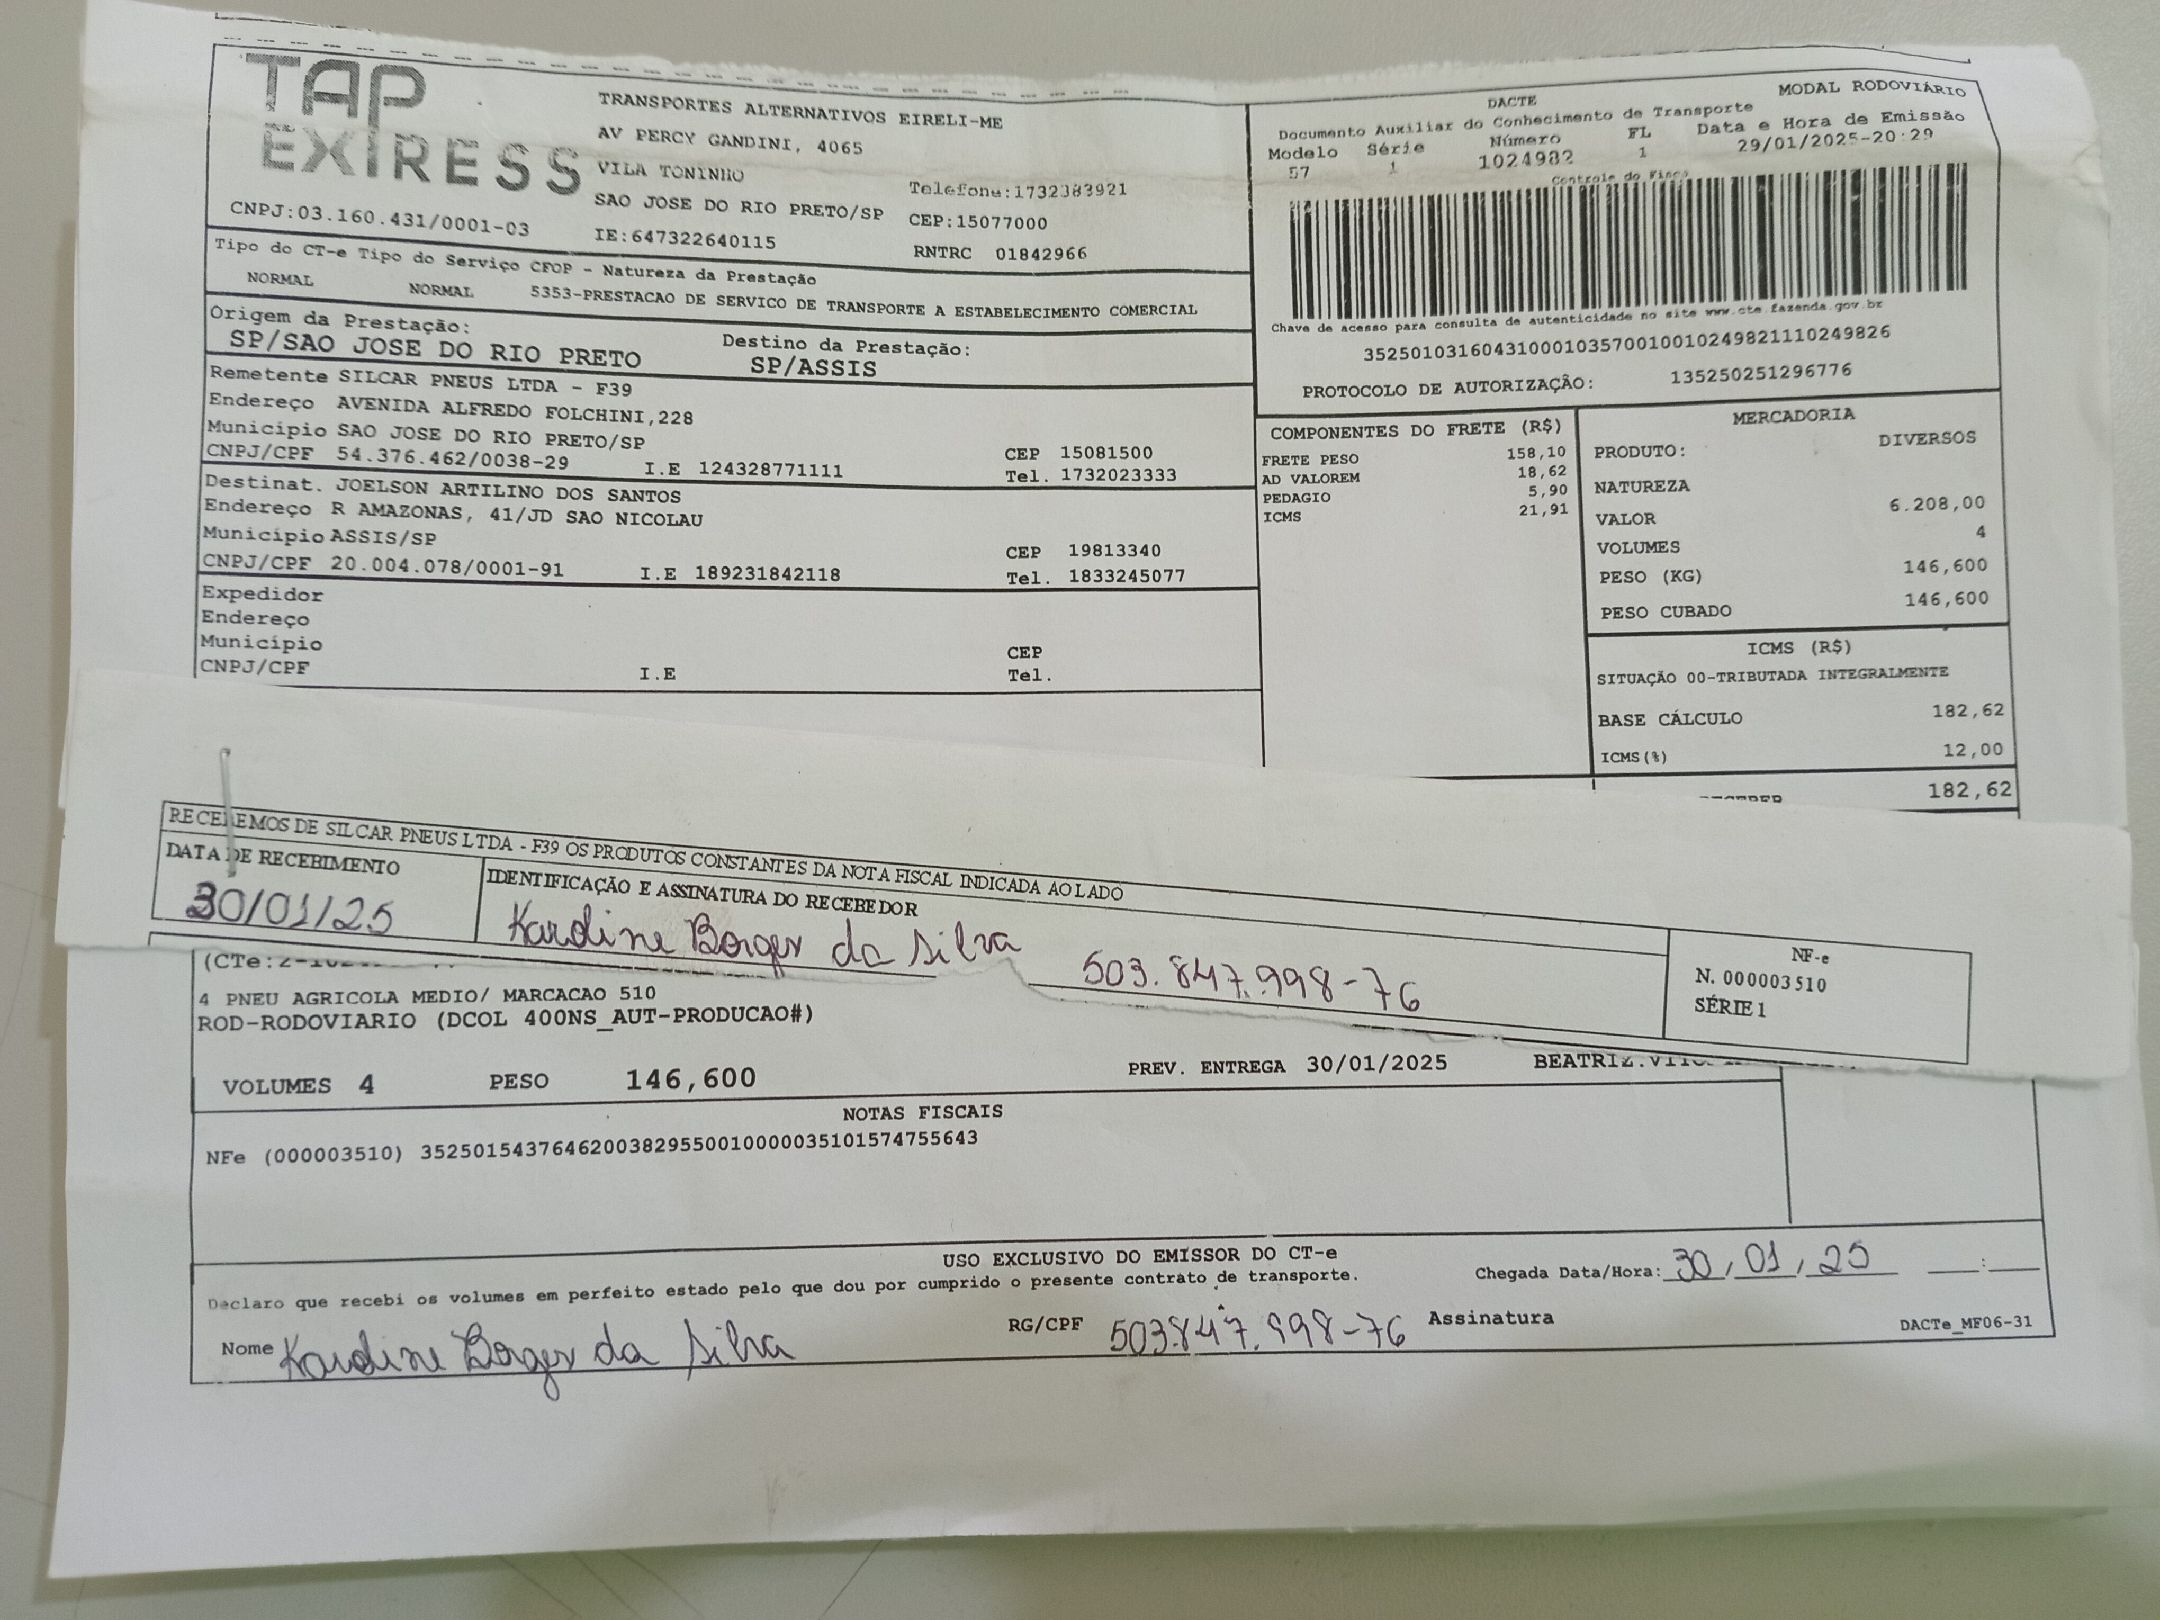 TAP
EXPRESS
TRANSPORTES ALTERNATIVOS EIRELI-ME
AV PERCY GANDINI, 4065
VILA TONINHO
Telefone:1732383921
SAO JOSE DO RIO PRETO/SP CEP:15077000
CNPJ:03.160.431/0001-03 IE:647322640115 RNTRC 01842966
MODAL RODOVIÁRIO
DACTE
Documento Auxiliar do Conhecimento de Transporte
Modelo Série Número FL Data e Hora de Emissão
57 1 1024982 1 29/01/2025-20:29
Controle do Fisco
Chave de acesso para consulta de autenticidade no site www.cte.fazenda.gov.br
35250103160431000103570010010249821110249826
PROTOCOLO DE AUTORIZAÇÃO: 135250251296776
Tipo do CT-e Tipo do Serviço CFOP - Natureza da Prestação
NORMAL NORMAL 5353-PRESTACAO DE SERVICO DE TRANSPORTE A ESTABELECIMENTO COMERCIAL
Origem da Prestação: Destino da Prestação:
SP/SAO JOSE DO RIO PRETO SP/ASSIS
Remetente SILCAR PNEUS LTDA - F39
Endereço AVENIDA ALFREDO FOLCHINI,228
Município SAO JOSE DO RIO PRETO/SP CEP 15081500
CNPJ/CPF 54.376.462/0038-29 I.E 124328771111 Tel. 1732023333
Destinat. JOELSON ARTILINO DOS SANTOS
Endereço R AMAZONAS, 41/JD SAO NICOLAU
Município ASSIS/SP CEP 19813340
CNPJ/CPF 20.004.078/0001-91 I.E 189231842118 Tel. 1833245077
Expedidor
Endereço
Município CEP
CNPJ/CPF I.E Tel.
COMPONENTES DO FRETE (R$)
FRETE PESO 158,10
AD VALOREM 18,62
PEDAGIO 5,90
ICMS 21,91
MERCADORIA
PRODUTO: DIVERSOS
NATUREZA
VALOR 6.208,00
VOLUMES 4
PESO (KG) 146,600
PESO CUBADO 146,600
ICMS (R$)
SITUAÇÃO 00-TRIBUTADA INTEGRALMENTE
BASE CÁLCULO 182,62
ICMS(%) 12,00
182,62
RECEBEMOS DE SILCAR PNEUS LTDA - F39 OS PRODUTOS CONSTANTES DA NOTA FISCAL INDICADA AO LADO
DATA DE RECEBIMENTO IDENTIFICAÇÃO E ASSINATURA DO RECEBEDOR
30/01/25 Karoline Borges da Silva 503.847.998-76
NF-e
N. 000003510
SÉRIE 1
4 PNEU AGRICOLA MEDIO/ MARCACAO 510
ROD-RODOVIARIO (DCOL 400NS_AUT-PRODUCAO#)
VOLUMES 4 PESO 146,600 PREV. ENTREGA 30/01/2025
NOTAS FISCAIS
NFe (000003510) 35250154376462003829550010000035101574755643
USO EXCLUSIVO DO EMISSOR DO CT-e
Declaro que recebi os volumes em perfeito estado pelo que dou por cumprido o presente contrato de transporte. Chegada Data/Hora: 30/01/25 __:__
Nome Karoline Borges da Silva RG/CPF 503.847.998-76 Assinatura DACTe_MF06-31